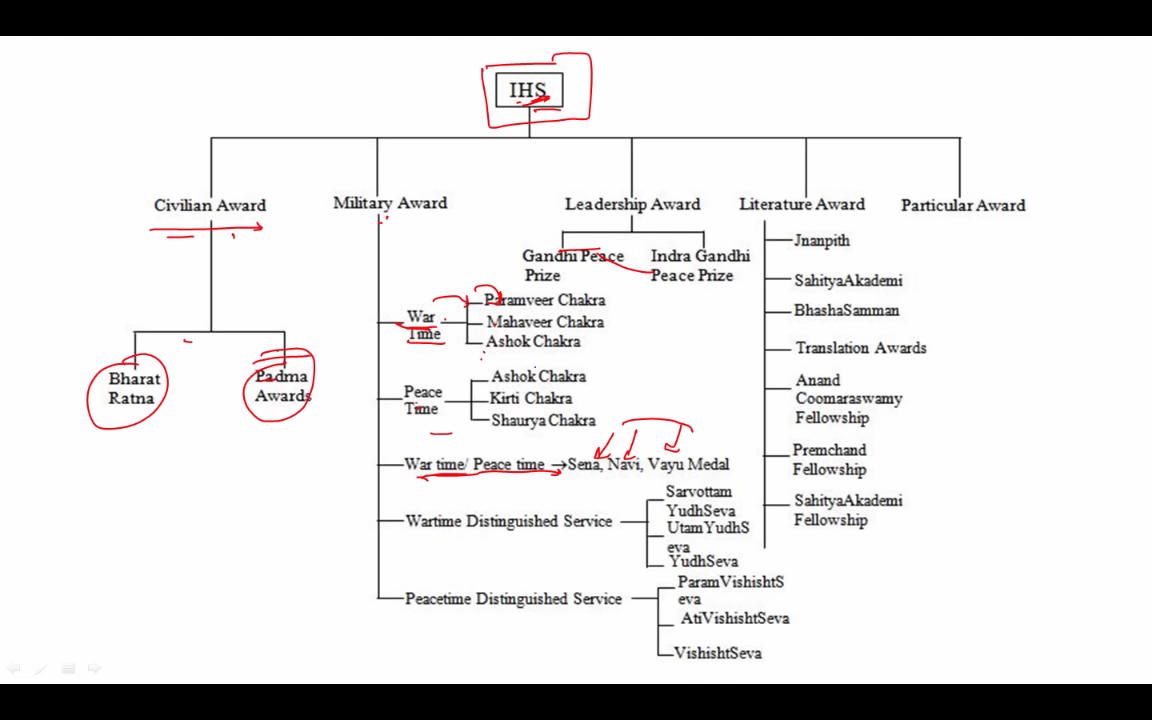 IHS
Civilian Award
Military Award
Leadership Award
Literature Award
Particular Award
Bharat
Ratna
Padma
Awards
War
Time
Paramveer Chakra
Mahaveer Chakra
Ashok Chakra
Peace
Time
Ashok Chakra
Kirti Chakra
Shaurya Chakra
War time/ Peace time
Sena, Navi, Vayu Medal
Wartime Distinguished Service
Sarvottam
YudhSeva
UtamYudhS
eva
YudhSeva
Peacetime Distinguished Service
ParamVishishtS
eva
AtiVishishtSeva
VishishtSeva
Gandhi Peace
Prize
Indra Gandhi
Peace Prize
Jnanpith
SahityaAkademi
BhashaSamman
Translation Awards
Anand
Coomaraswamy
Fellowship
Premchand
Fellowship
SahityaAkademi
Fellowship